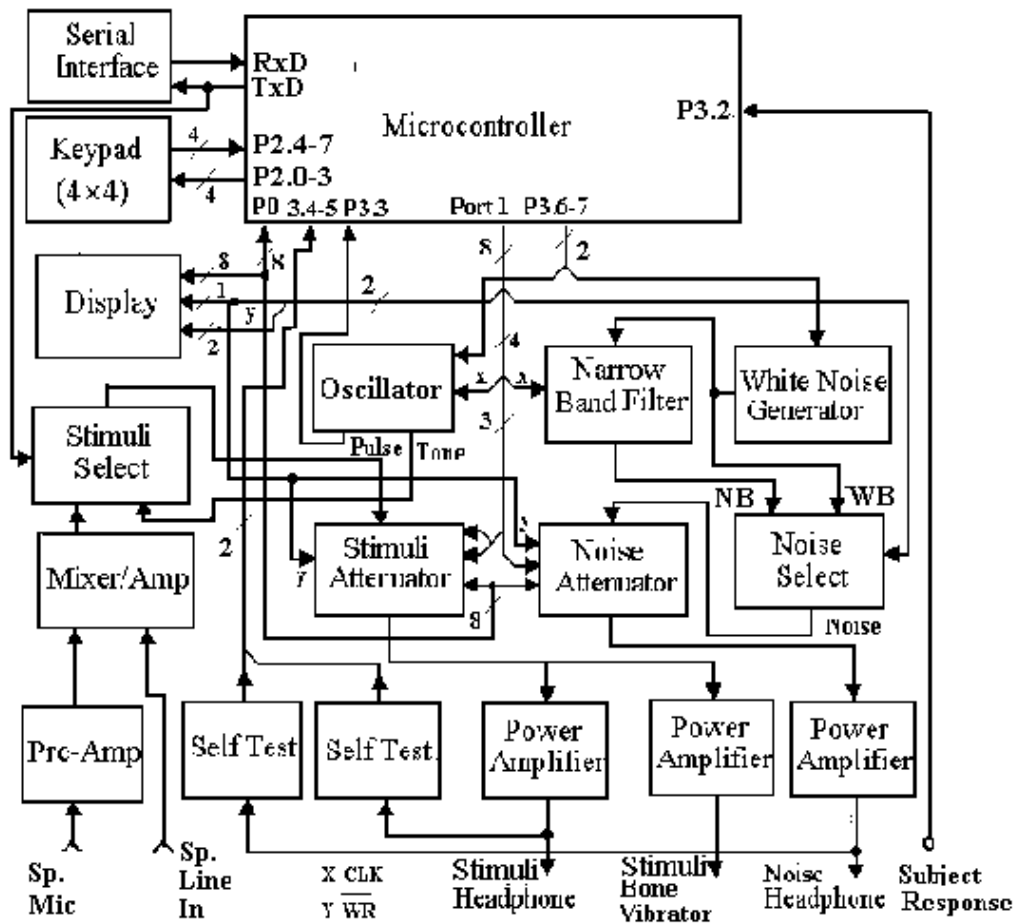 Serial
Interface
RxD
TxD
Microcontroller
P3.2
Keypad
(4×4)
4
P2.4-7
4
P2.0-3
P0 3.4-5 P3.3
Port 1 P3.6-7
Display
8
8
1
y
2
2
8
2
4
3
Oscillator
x
x
Narrow
Band Filter
White Noise
Generator
Pulse
Tone
Stimuli
Select
NB
WB
2
Stimuli
Attenuator
Noise
Attenuator
Noise
Select
8
Noise
Mixer/Amp
Pre-Amp
Self Test
Self Test
Power
Amplifier
Power
Amplifier
Power
Amplifier
Sp.
Mic
Sp.
Line
In
X CLK
Y WR
Stimuli
Headphone
Stimuli
Bone
Vibrator
Noise
Headphone
Subject
Response